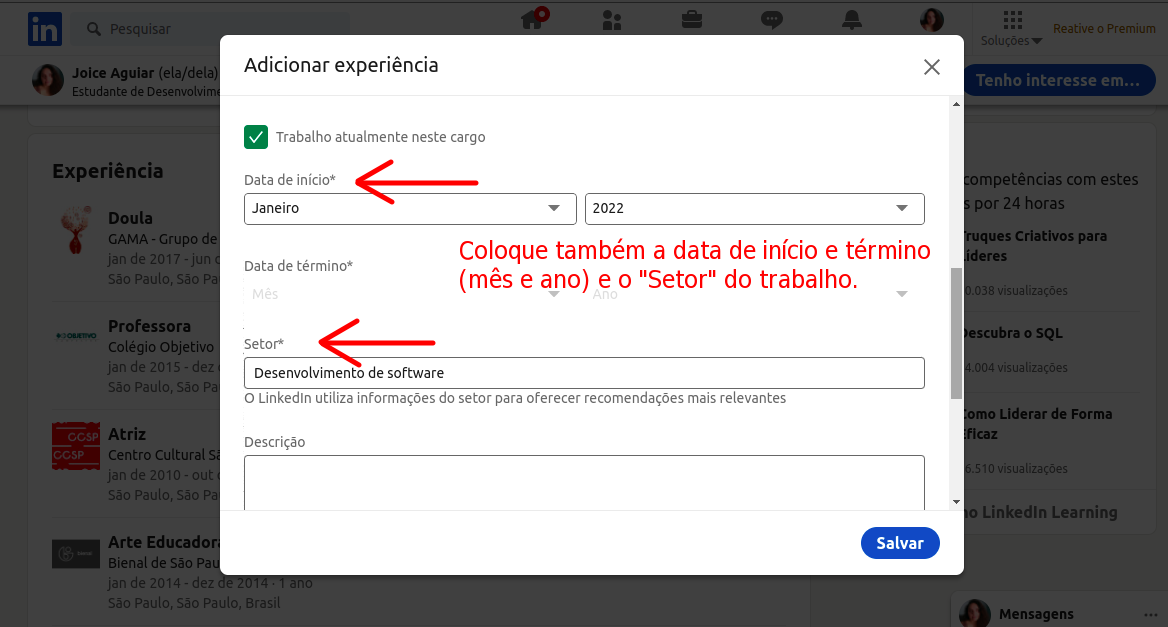 in
Pesquisar
Soluções
Reative o Premium
Joice Aguiar (ela/dela)
Estudante de Desenvolvime
Tenho interesse em...
Adicionar experiência
Trabalho atualmente neste cargo
Data de início*
Janeiro
2022
Coloque também a data de início e término
(mês e ano) e o "Setor" do trabalho.
Data de término*
Mês
Ano
Setor*
Desenvolvimento de software
O LinkedIn utiliza informações do setor para oferecer recomendações mais relevantes
Descrição
Salvar
Experiência
Doula
GAMA - Grupo de
jan de 2017 - jun
São Paulo, São Pa
OBJETIVO
Professora
Colégio Objetivo
jan de 2015 - dez
São Paulo, São Pa
CCSP
CCSP
Atriz
Centro Cultural Sã
jan de 2010 - out
São Paulo, São Pa
Arte Educadora
Bienal de São Pau
jan de 2014 - dez de 2014 · 1 ano
São Paulo, São Paulo, Brasil
competências com estes
s por 24 horas
Truques Criativos para
Líderes
0.038 visualizações
Descubra o SQL
4.004 visualizações
Como Liderar de Forma
Eficaz
6.510 visualizações
no LinkedIn Learning
Mensagens